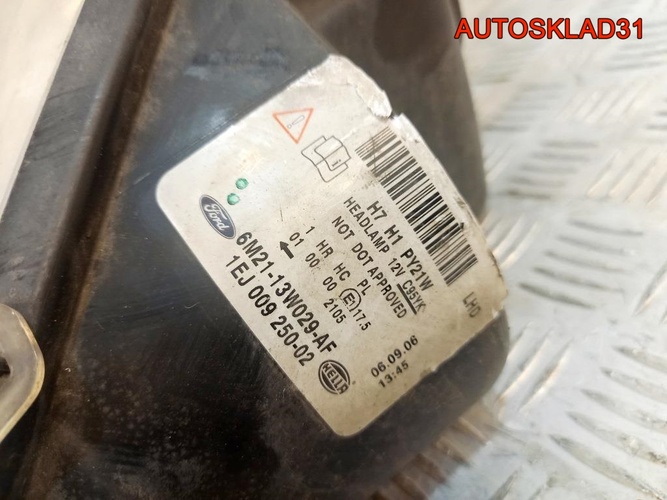 AUTOSKLAD31
H7 H1 PY21W
HEADLAMP 12V C95VK
NOT DOT APPROVED
LHD
1 HR HC PL E1 17.5
01 00 00 2105
Ford
6M21-13W029-AF
1EJ 009 250-02
HELLA
06.09.06
13:45